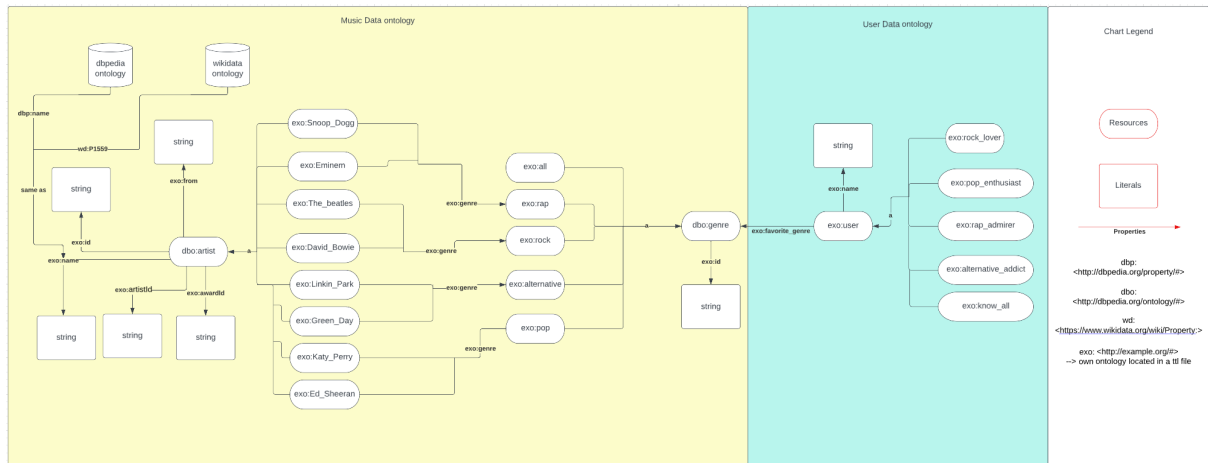 Music Data ontology
User Data ontology
Chart Legend
dbpedia
ontology
wikidata
ontology
dbp:name
wd:P1559
same as
string
string
exo:from
exo:id
exo:name
dbo:artist
exo:artistId
exo:awardId
string
string
string
a
exo:Snoop_Dogg
exo:Eminem
exo:The_beatles
exo:David_Bowie
exo:Linkin_Park
exo:Green_Day
exo:Katy_Perry
exo:Ed_Sheeran
exo:genre
exo:genre
exo:genre
exo:genre
exo:all
exo:rap
exo:rock
exo:alternative
exo:pop
a
dbo:genre
exo:id
string
exo:favorite_genre
string
exo:name
exo:user
a
exo:rock_lover
exo:pop_enthusiast
exo:rap_admirer
exo:alternative_addict
exo:know_all
Resources
Literals
Properties
dbp:
<http://dbpedia.org/property/#>
dbo:
<http://dbpedia.org/ontology/#>
wd:
<https://www.wikidata.org/wiki/Property:>
exo: <http://example.org/#>
--> own ontology located in a ttl file